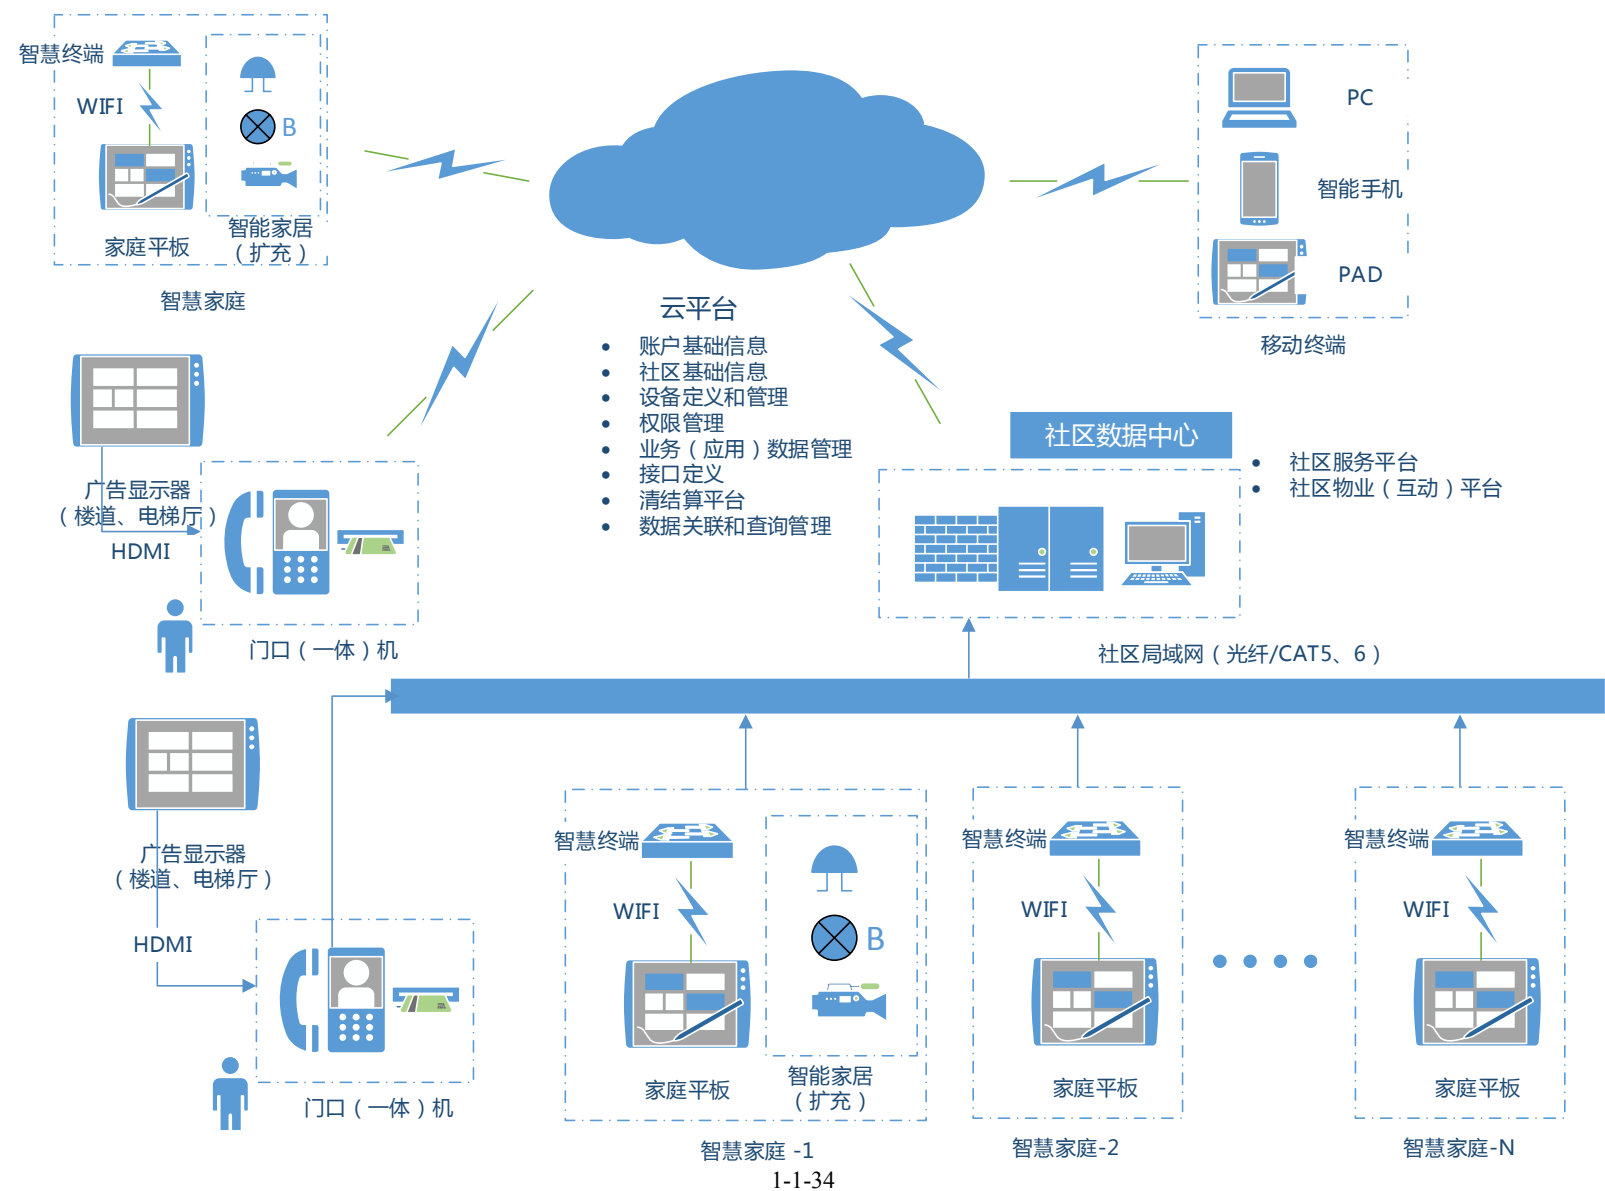 智慧终端
WIFI
B
家庭平板
智能家居
（扩充）
智慧家庭
PC
智能手机
PAD
移动终端
云平台
• 账户基础信息
• 社区基础信息
• 设备定义和管理
• 权限管理
• 业务（应用）数据管理
• 接口定义
• 清结算平台
• 数据关联和查询管理
社区数据中心
• 社区服务平台
• 社区物业（互动）平台
广告显示器
（楼道、电梯厅）
HDMI
门口（一体）机
社区局域网（光纤/CAT5、6）
广告显示器
（楼道、电梯厅）
HDMI
门口（一体）机
智慧终端
WIFI
B
家庭平板
智能家居
（扩充）
智慧家庭 -1
智慧终端
WIFI
家庭平板
智慧家庭-2
智慧终端
WIFI
家庭平板
智慧家庭-N
1-1-34